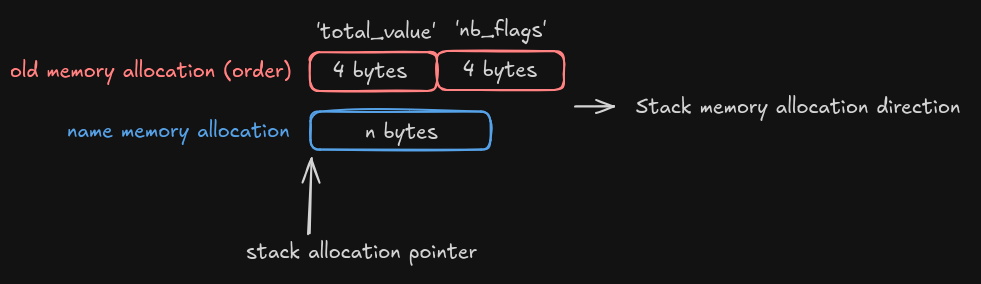 'total_value' 'nb_flags'
old memory allocation (order) 4 bytes 4 bytes
Stack memory allocation direction
name memory allocation n bytes
stack allocation pointer